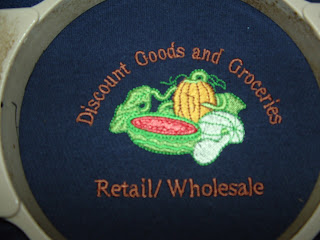 Discount Goods and Groceries
Retail/ Wholesale